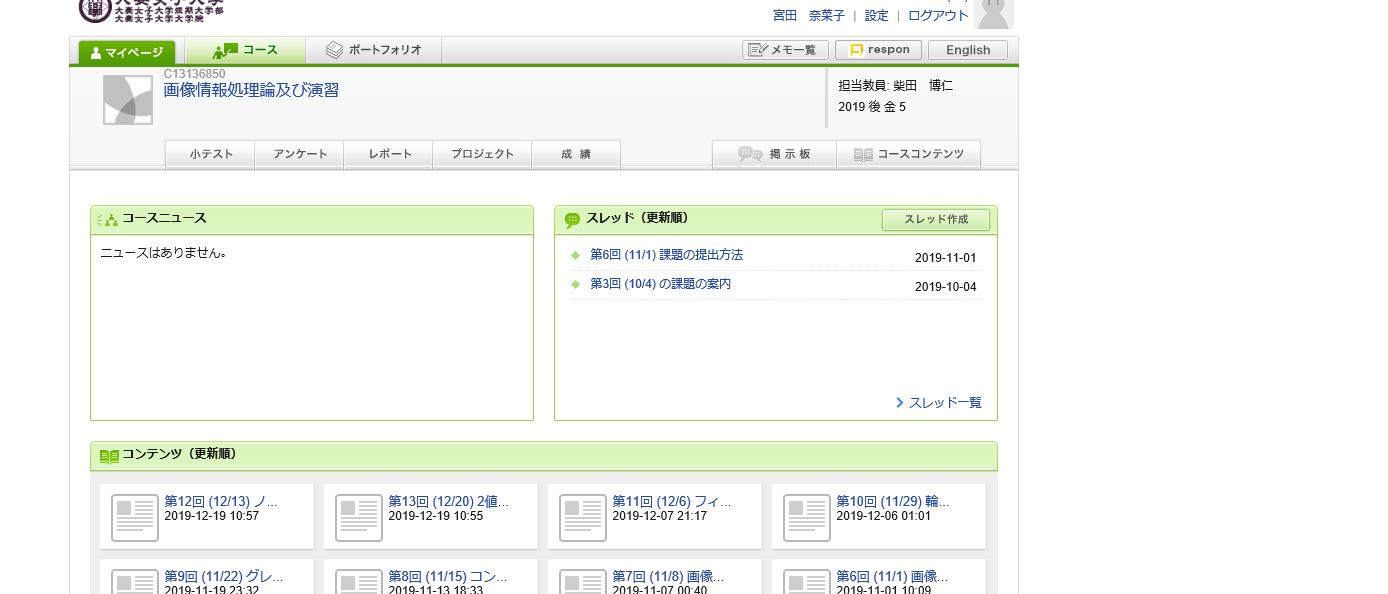 大妻女子大学
大妻女子大学短期大学部
大妻女子大学大学院
宮田　奈菜子 | 設定 | ログアウト
マイページ
コース
ポートフォリオ
メモ一覧
respon
English
C13136850
画像情報処理論及び演習
担当教員: 柴田　博仁
2019 後 金 5
小テスト
アンケート
レポート
プロジェクト
成 績
掲 示 板
コースコンテンツ
コースニュース
ニュースはありません。
スレッド（更新順）
スレッド作成
第6回 (11/1) 課題の提出方法
2019-11-01
第3回 (10/4) の課題の案内
2019-10-04
スレッド一覧
コンテンツ（更新順）
第12回 (12/13) ノ...
2019-12-19 10:57
第13回 (12/20) 2値...
2019-12-19 10:55
第11回 (12/6) フィ...
2019-12-07 21:17
第10回 (11/29) 輪...
2019-12-06 01:01
第9回 (11/22) グレ...
2019-11-19 23:32
第8回 (11/15) コン...
2019-11-13 18:33
第7回 (11/8) 画像...
2019-11-07 00:40
第6回 (11/1) 画像...
2019-11-01 10:09